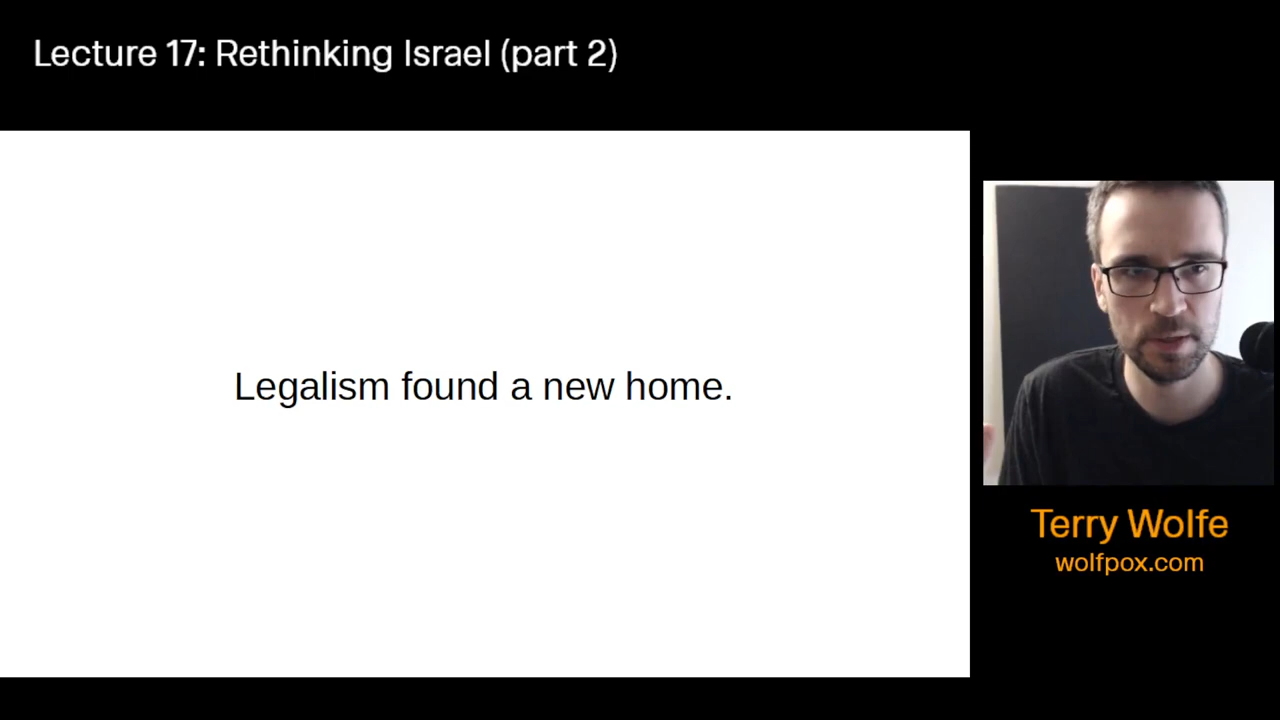 Lecture 17: Rethinking Israel (part 2)
Legalism found a new home.
Terry Wolfe
wolfpox.com